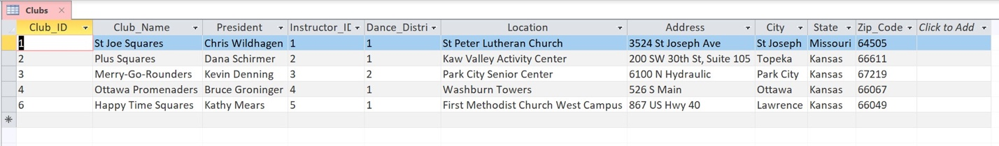 Clubs
Club_ID Club_Name President Instructor_ID Dance_Distri Location Address City State Zip_Code Click to Add
1 St Joe Squares Chris Wildhagen 1 1 St Peter Lutheran Church 3524 St Joseph Ave St Joseph Missouri 64505
2 Plus Squares Dana Schirmer 2 1 Kaw Valley Activity Center 200 SW 30th St, Suite 105 Topeka Kansas 66611
3 Merry-Go-Rounders Kevin Denning 3 2 Park City Senior Center 6100 N Hydraulic Park City Kansas 67219
4 Ottawa Promenaders Bruce Groninger 4 1 Washburn Towers 526 S Main Ottawa Kansas 66067
6 Happy Time Squares Kathy Mears 5 1 First Methodist Church West Campus 867 US Hwy 40 Lawrence Kansas 66049